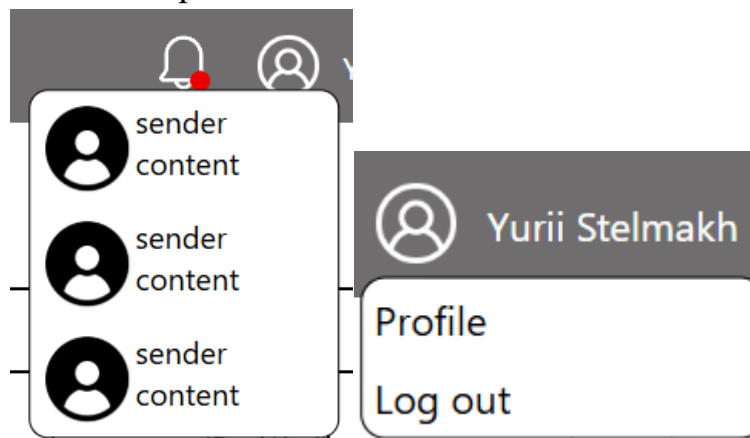 sender
content
sender
content
sender
content
Yurii Stelmakh
Profile
Log out